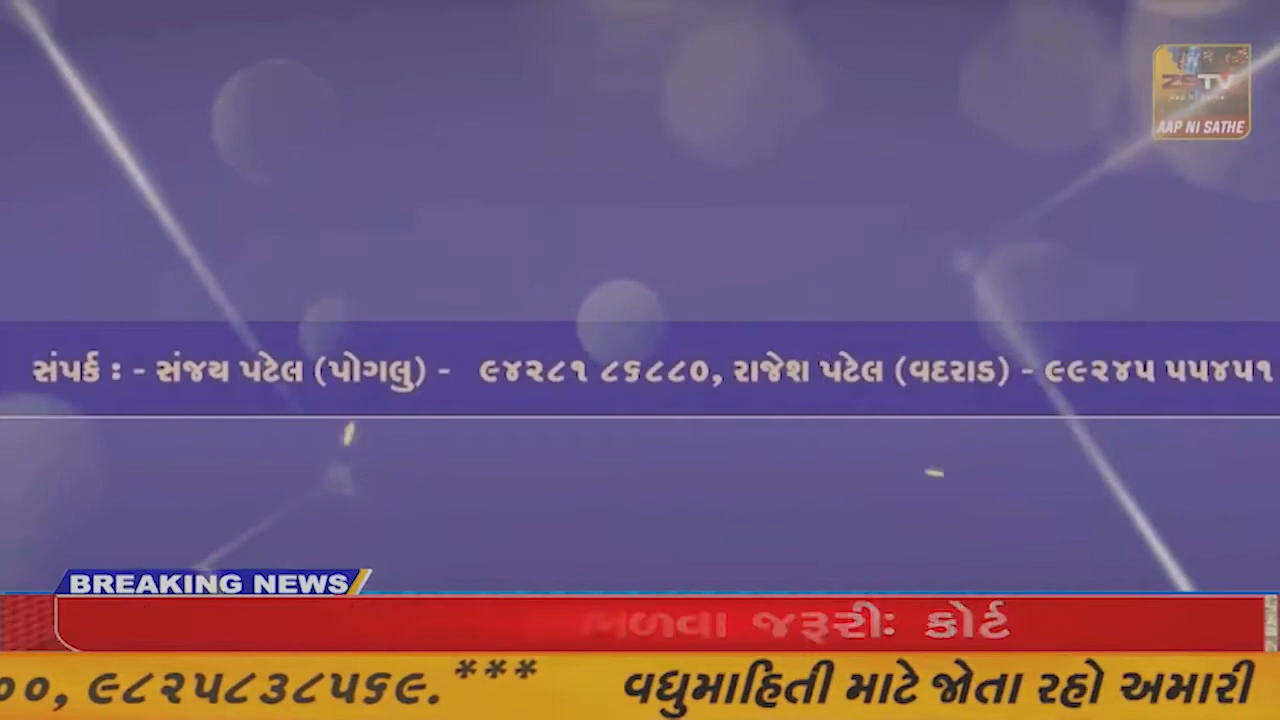 ZSTV
AAP NI SATHE
સંપર્ક : - સંજય પટેલ (પોગલુ) - ૯૪૨૮૧ ૮૬૮૮૦, રાજેશ પટેલ (વદરાડ) - ૯૯૨૪૫ ૫૫૪૫૧
BREAKING NEWS
જરૂરીઃ કોર્ટ
૦૦, ૯૮૨૫૮૩૮૫૬૯.*** વધુમાહિતી માટે જોતા રહો અમારી